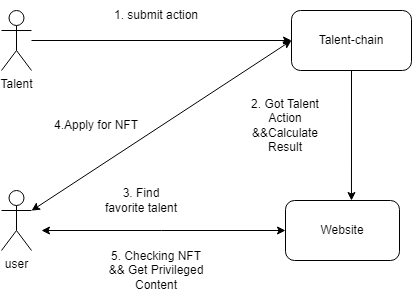 1. submit action
Talent-chain
Talent
2. Got Talent
Action
&&Calculate
Result
4.Apply for NFT
3. Find
favorite talent
user
Website
5. Checking NFT
&& Get Privileged
Content